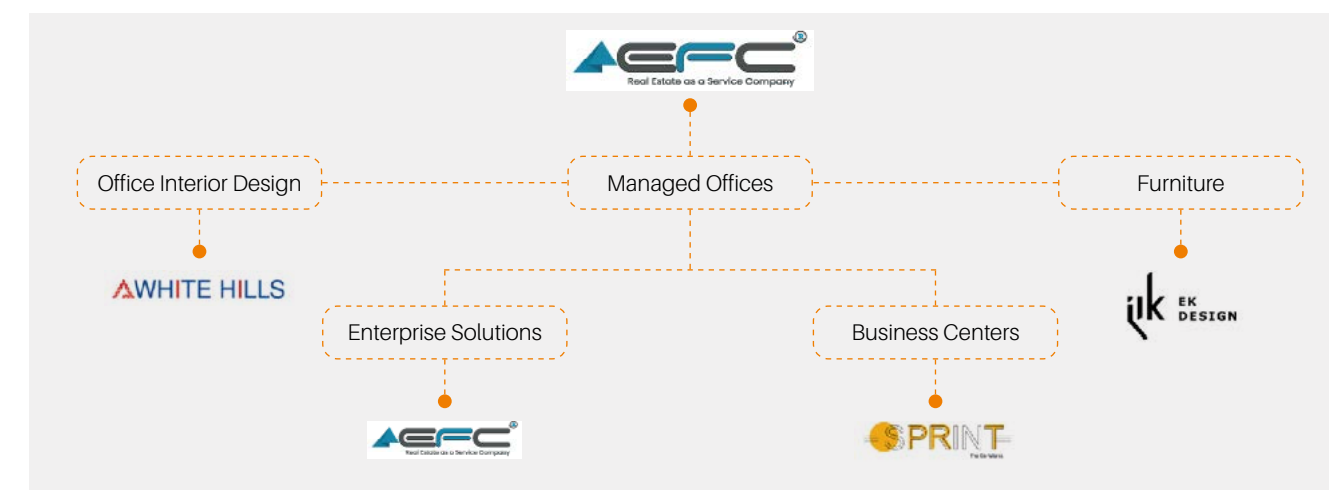 AEFC®
Real Estate as a Service Company
Office Interior Design
Managed Offices
Furniture
WHITE HILLS
EK
DESIGN
Enterprise Solutions
Business Centers
AEFC®
Real Estate as a Service Company
SPRINT